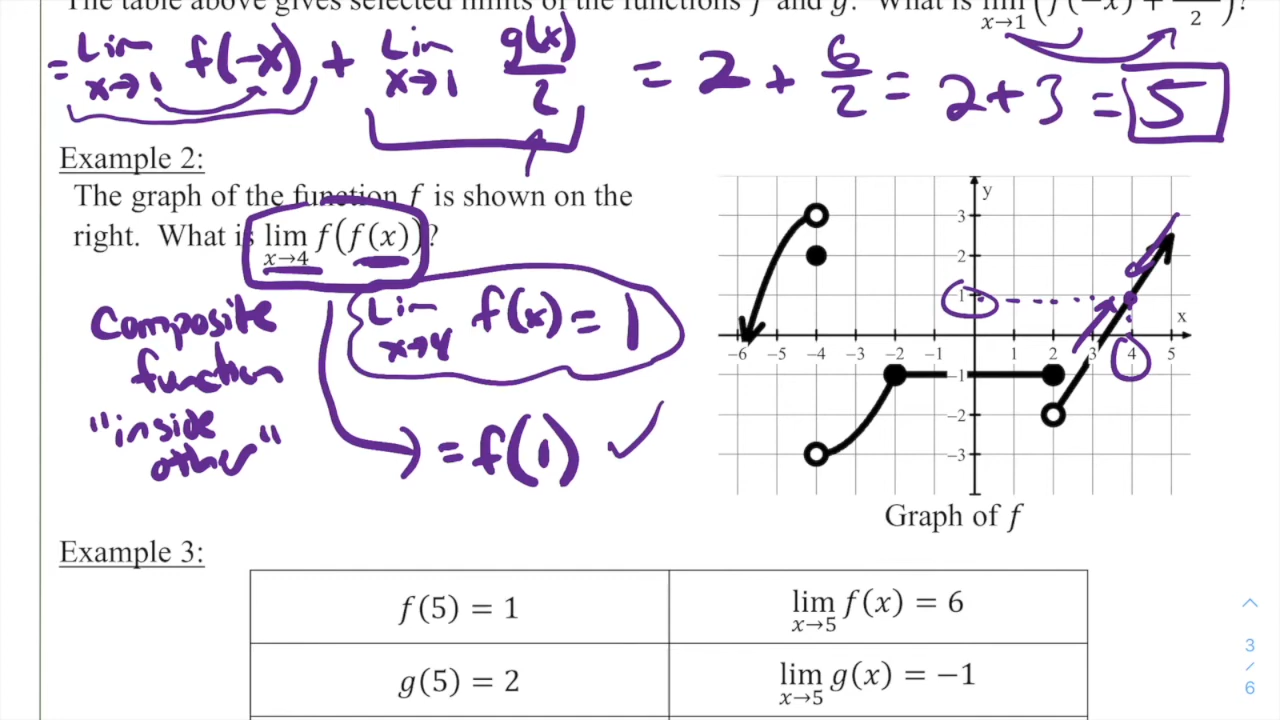 The table above gives selected limits of the functions f and g. What is lim x→1 (f(−x) + 2)?
= lim x→1 f(−x) + lim x→1 g(x)/2 = 2 + 6/2 = 2 + 3 = 5
Example 2:
The graph of the function f is shown on the
right. What is lim x→4 f(f(x))?
Composite
function
"inside
other"
Lim x→4 f(x) = 1
= f(1) ✓
y
3
2
1
x
−6 −5 −4 −3 −2 −1 1 2 3 4 5
−1
−2
−3
Graph of f
Example 3:
f(5) = 1 lim x→5 f(x) = 6
g(5) = 2 lim x→5 g(x) = −1
3
/
6